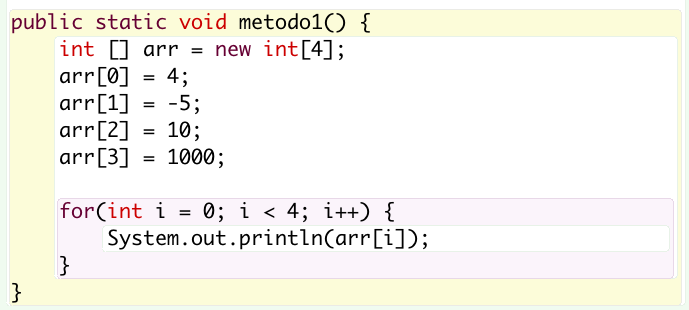 public static void metodo1() {
int [] arr = new int[4];
arr[0] = 4;
arr[1] = -5;
arr[2] = 10;
arr[3] = 1000;
for(int i = 0; i < 4; i++) {
System.out.println(arr[i]);
}
}